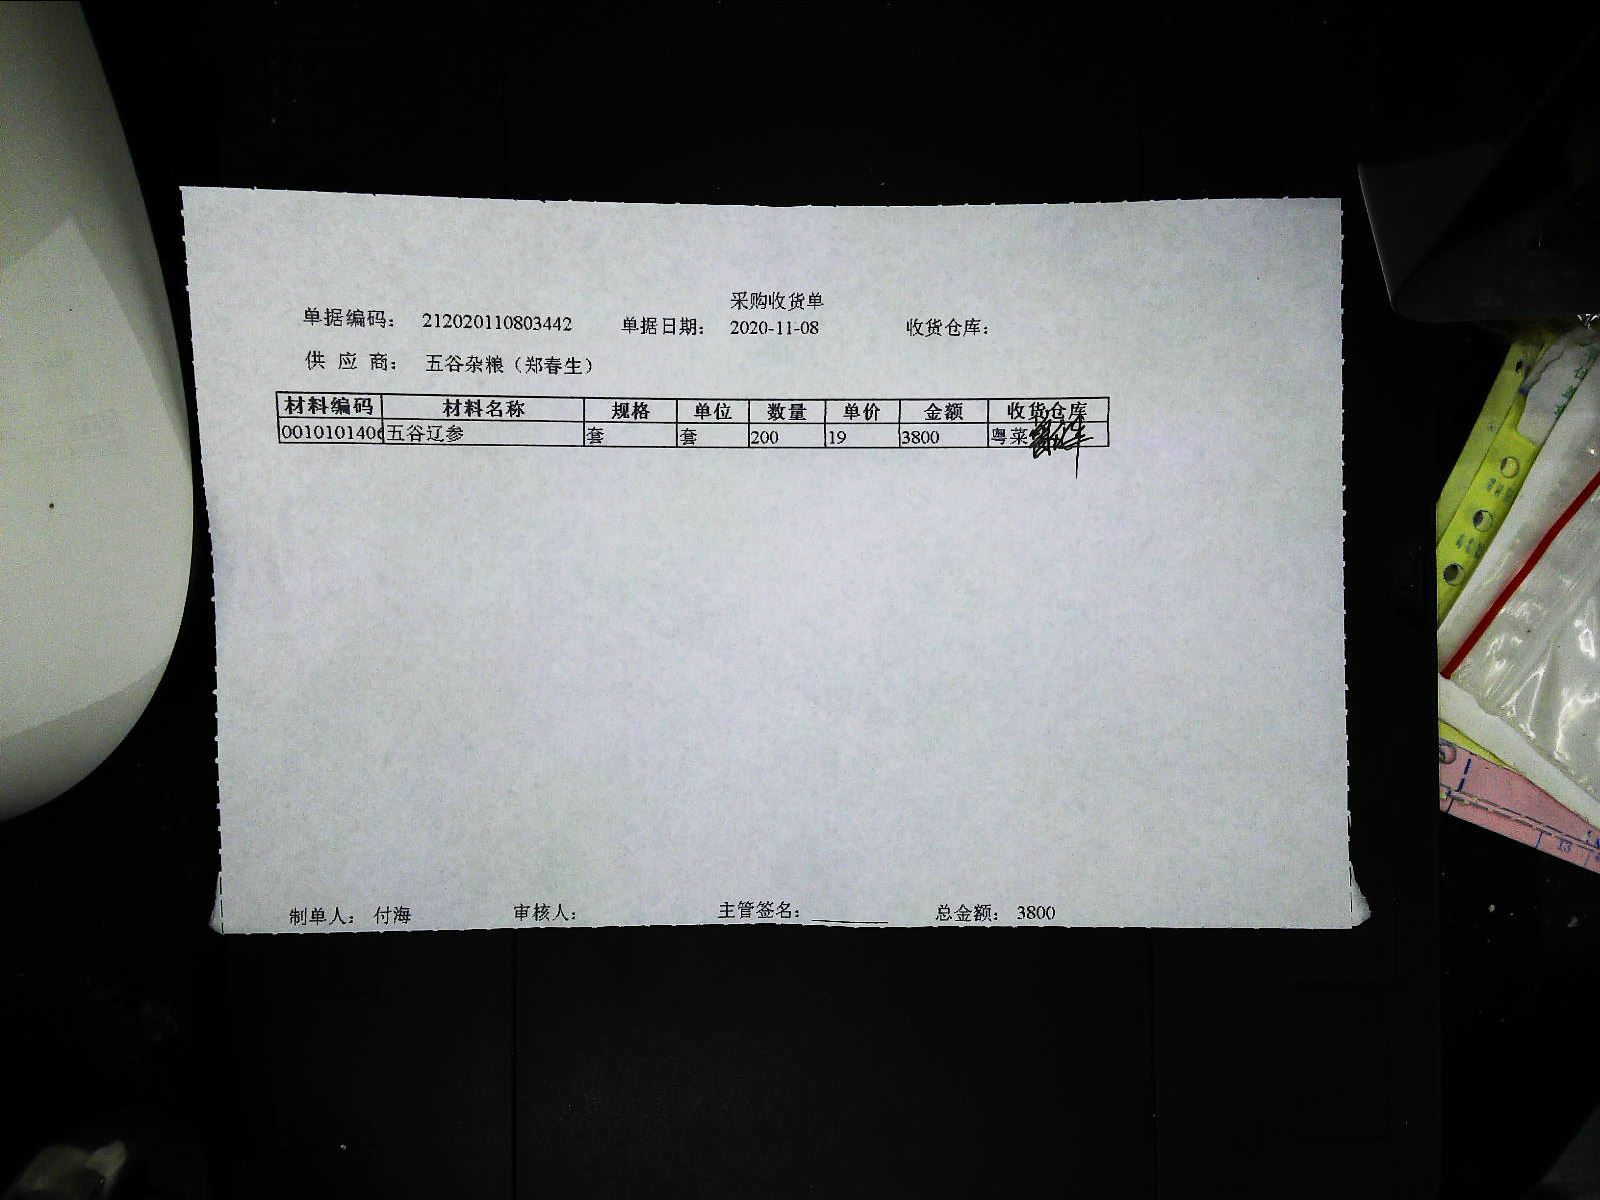 采购收货单
单据编码： 212020110803442 单据日期： 2020-11-08 收货仓库：
供 应 商： 五谷杂粮（郑春生）
材料编码 材料名称 规格 单位 数量 单价 金额 收货仓库
001010140 五谷辽参 套 套 200 19 3800 粤菜
制单人： 付海 审核人： 主管签名： 总金额： 3800